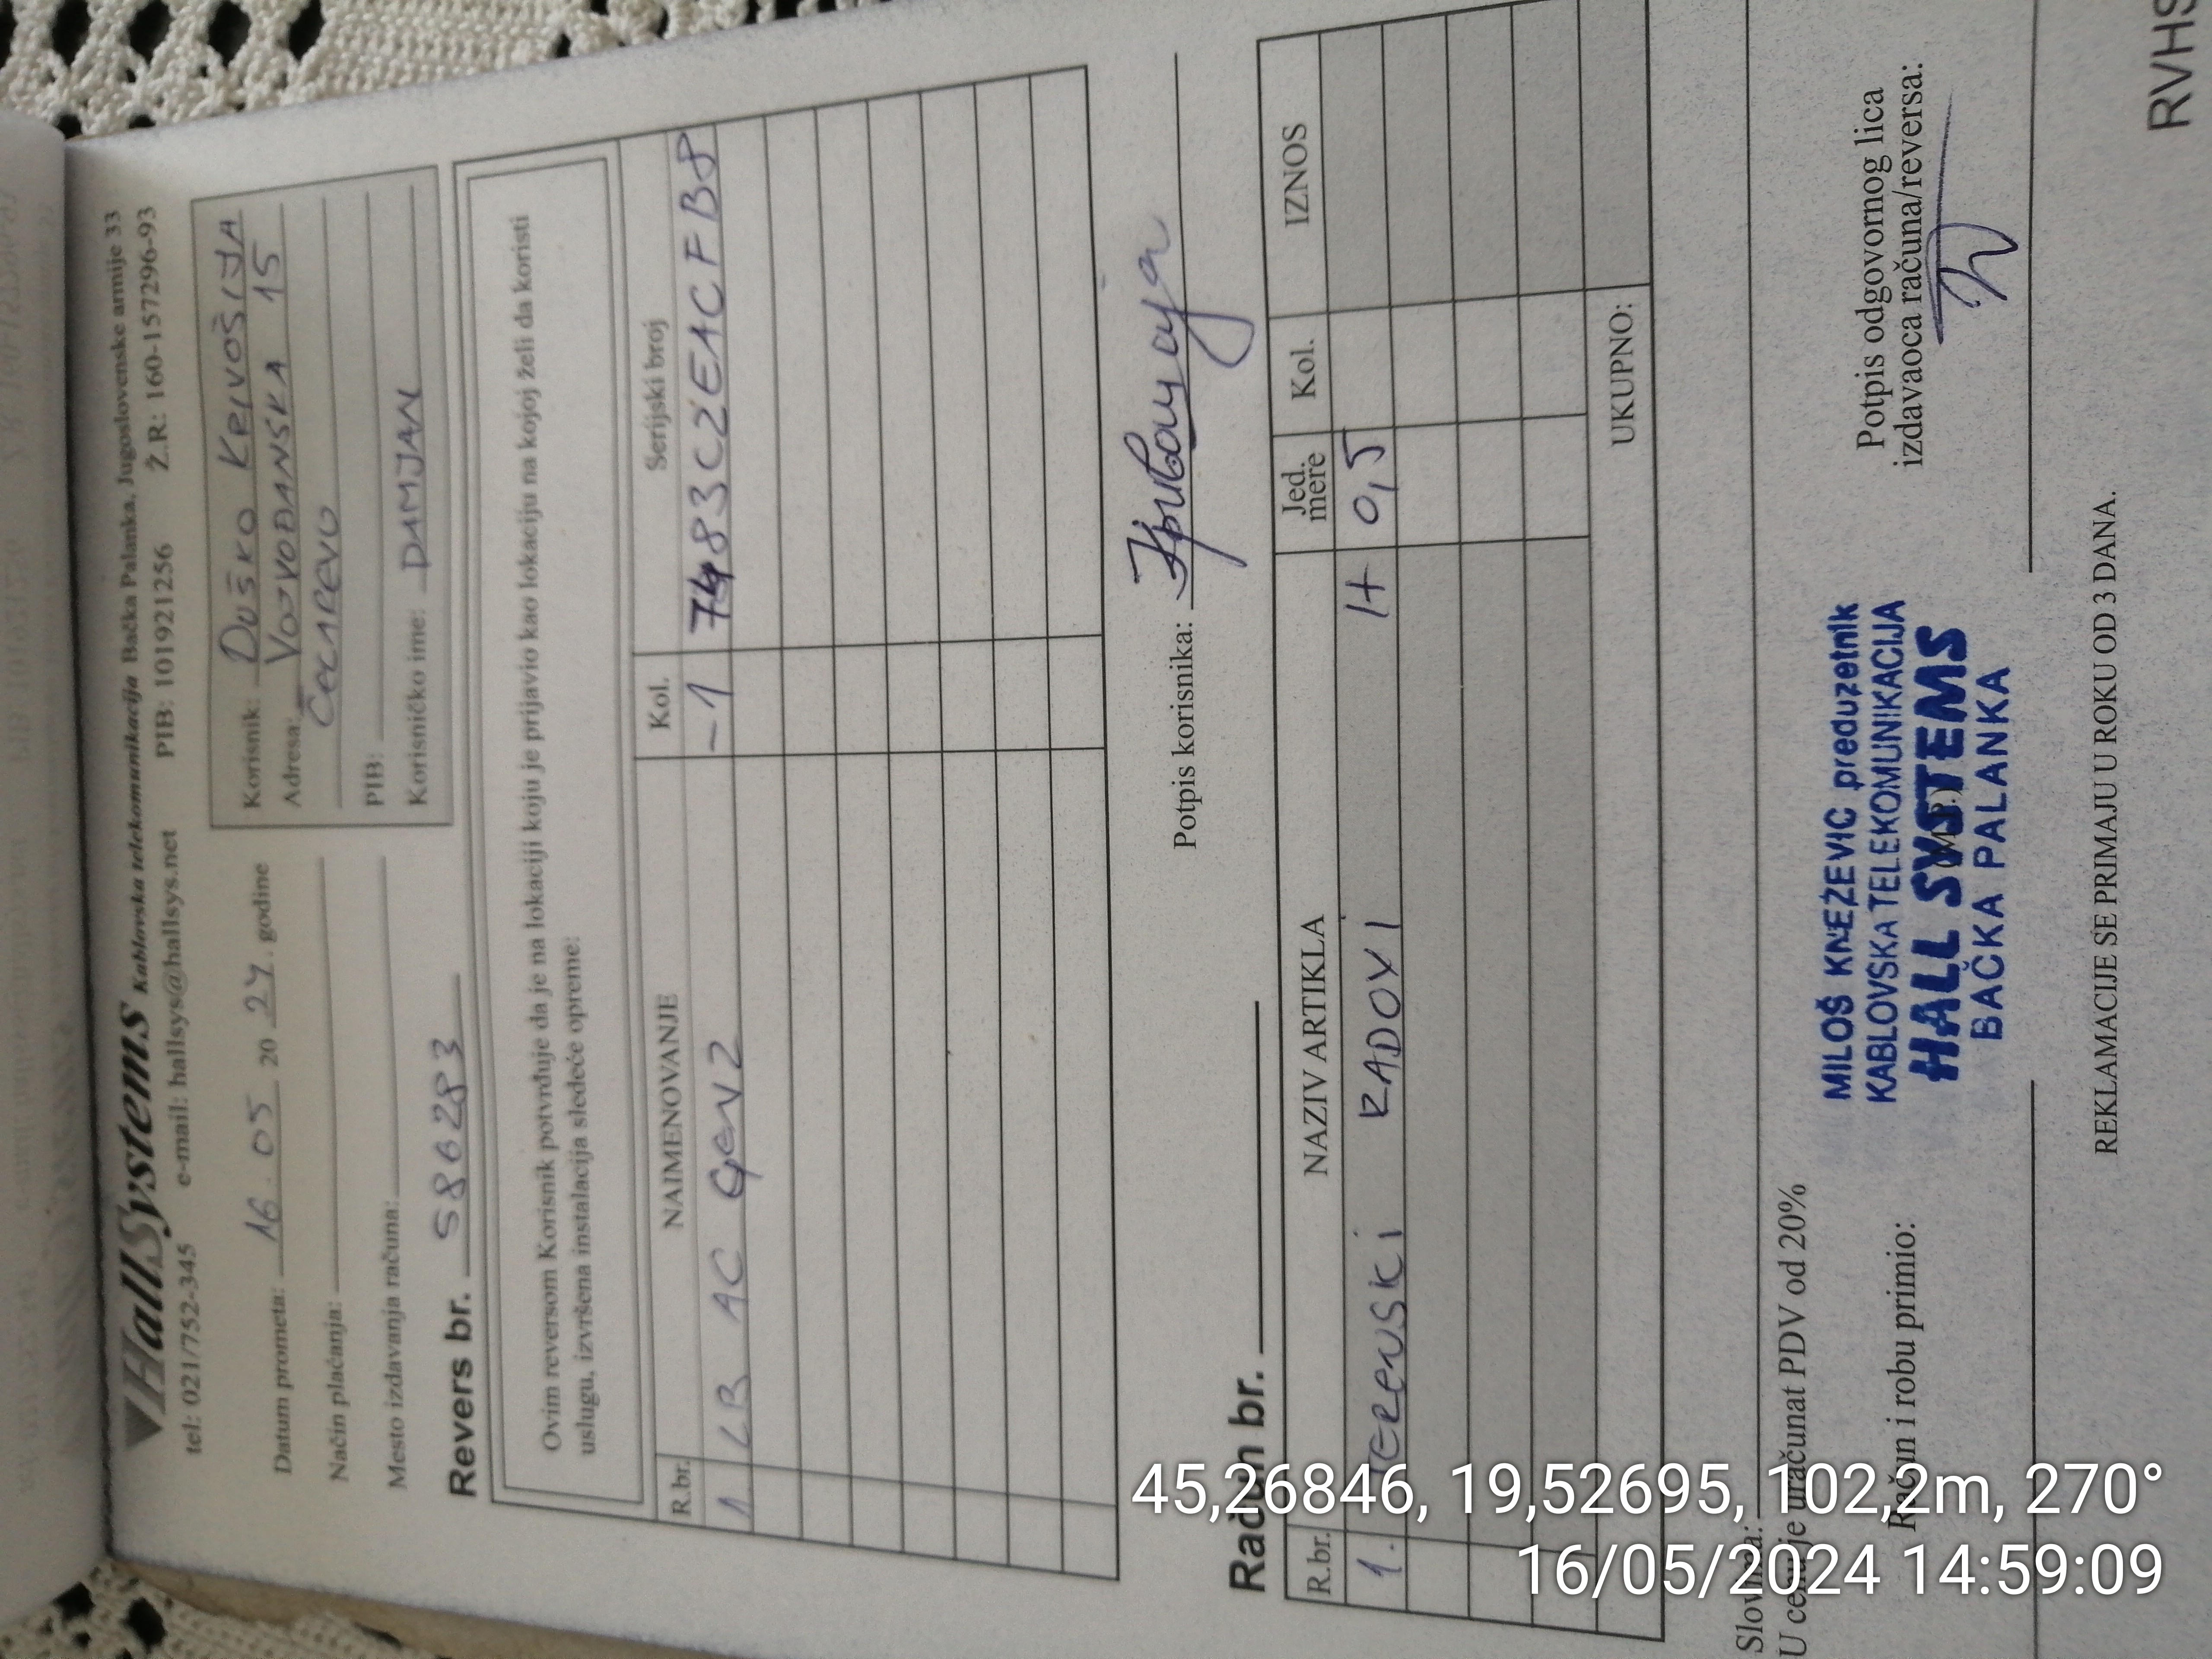 HallSystems Kablovska telekomunikacija Bačka Palanka, Jugoslovenske armije 33
tel: 021/752-345 e-mail: hallsys@hallsys.net PIB: 101921256 Ž.R.: 160-157296-93
Datum prometa: 16.05 20 24. godine
Način plaćanja:
Mesto izdavanja računa:
Korisnik: DUŠKO KRIVOŠIJA
Adresa: VOJVOĐANSKA 15
ČELAREVO
PIB:
Korisničko ime: DAMJAN
Revers br. 586283
Ovim reversom Korisnik potvrđuje da je na lokaciji koju je prijavio kao lokaciju na kojoj želi da koristi
uslugu, izvršena instalacija sledeće opreme:
R.br. NAIMENOVANJE Kol. Serijski broj
1 LB AC Gen2 -1 7483C2EACFB8
Potpis korisnika:
Račun br.
R.br. NAZIV ARTIKLA Jed. mere Kol. IZNOS
1. TERENSKI RADOVI H 0,5
UKUPNO:
Slovima:
U cenu je uračunat PDV od 20%
Račun i robu primio:
MILOŠ KNEŽEVIĆ preduzetnik
KABLOVSKA TELEKOMUNIKACIJA
HALL SYSTEMS
BAČKA PALANKA
(M.P.)
Potpis odgovornog lica
izdavaoca računa/reversa:
REKLAMACIJE SE PRIMAJU U ROKU OD 3 DANA.
RVHS
45,26846, 19,52695, 102,2m, 270°
16/05/2024 14:59:09